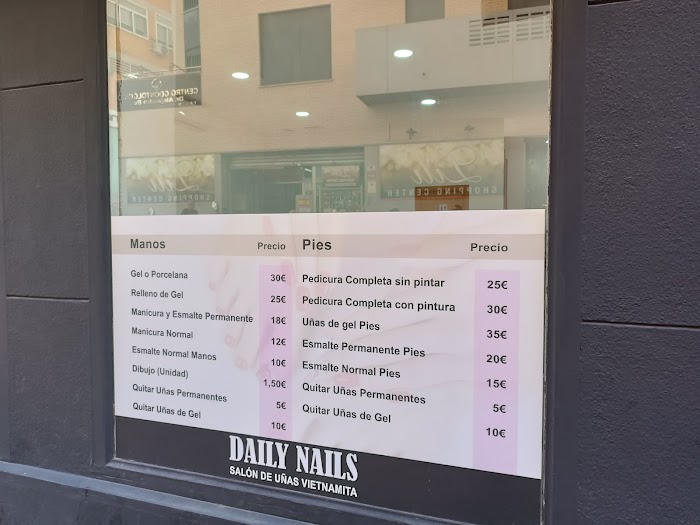 CENTRO ODONTOLÓG
Lili
SHOPPING CENTER
Manos Precio
Gel o Porcelana 30€
Relleno de Gel 25€
Manicura y Esmalte Permanente 18€
Manicura Normal 12€
Esmalte Normal Manos 10€
Dibujo (Unidad) 1,50€
Quitar Uñas Permanentes 5€
Quitar Uñas de Gel 10€
Pies Precio
Pedicura Completa sin pintar 25€
Pedicura Completa con pintura 30€
Uñas de gel Pies 35€
Esmalte Permanente Pies 20€
Esmalte Normal Pies 15€
Quitar Uñas Permanentes 5€
Quitar Uñas de Gel 10€
DAILY NAILS
SALÓN DE UÑAS VIETNAMITA